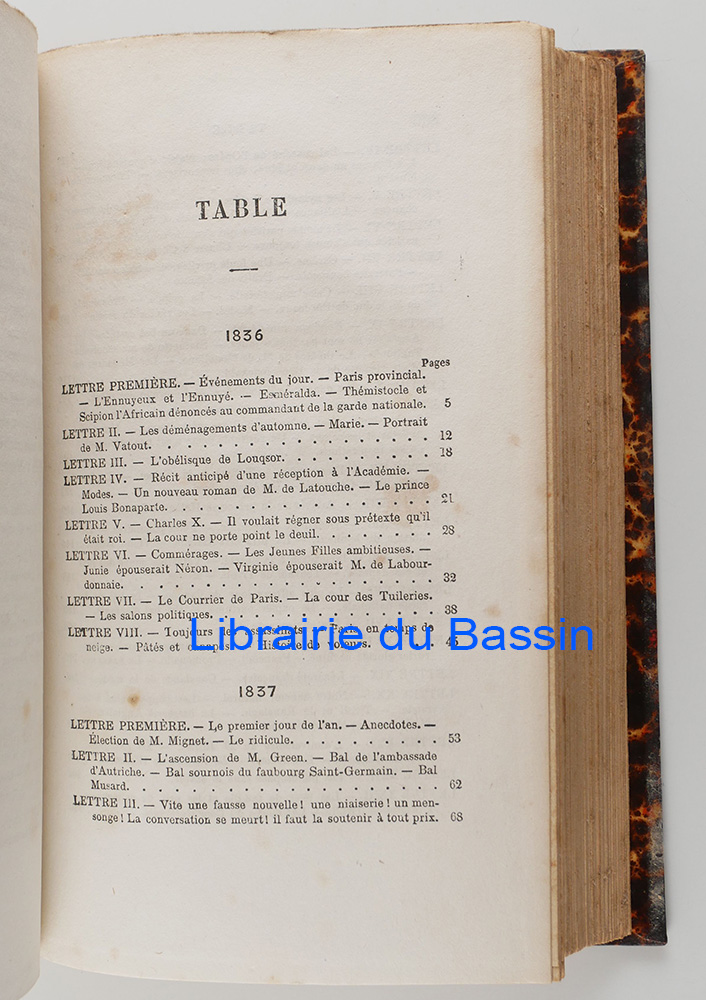 TABLE
1836
Pages
LETTRE PREMIÈRE. — Événements du jour. — Paris provincial.
— L'Ennuyeux et l'Ennuyé. — Esméralda. — Thémistocle et
Scipion l'Africain dénoncés au commandant de la garde nationale. 5
LETTRE II. — Les déménagements d'automne. — Marie. — Portrait
de M. Vatout. . . . . . . . . . . . . . . . . 12
LETTRE III. — L'obélisque de Louqsor. . . . . . . . . . 18
LETTRE IV. — Récit anticipé d'une réception à l'Académie. —
Modes. — Un nouveau roman de M. de Latouche. — Le prince
Louis Bonaparte. . . . . . . . . . . . . . . . 21
LETTRE V. — Charles X. — Il voulait régner sous prétexte qu'il
était roi. — La cour ne porte point le deuil. . . . . . . . 28
LETTRE VI. — Commérages. — Les Jeunes Filles ambitieuses. —
Junie épouserait Néron. — Virginie épouserait M. de Labour-
donnaie. . . . . . . . . . . . . . . . . . . 32
LETTRE VII. — Le Courrier de Paris. — La cour des Tuileries.
— Les salons politiques. . . . . . . . . . . . . . 38
LETTRE VIII. — Toujours des assassinats. — Paris en temps de
neige. — Pâtés et — Histoire de voleurs. . . . . 45
Librairie du Bassin
1837
LETTRE PREMIÈRE. — Le premier jour de l'an. — Anecdotes. —
Élection de M. Mignet. — Le ridicule. . . . . . . . . . 53
LETTRE II. — L'ascension de M. Green. — Bal de l'ambassade
d'Autriche. — Bal sournois du faubourg Saint-Germain. — Bal
Musard. . . . . . . . . . . . . . . . . . . 62
LETTRE III. — Vite une fausse nouvelle! une niaiserie! un men-
songe! La conversation se meurt! il faut la soutenir à tout prix. 68